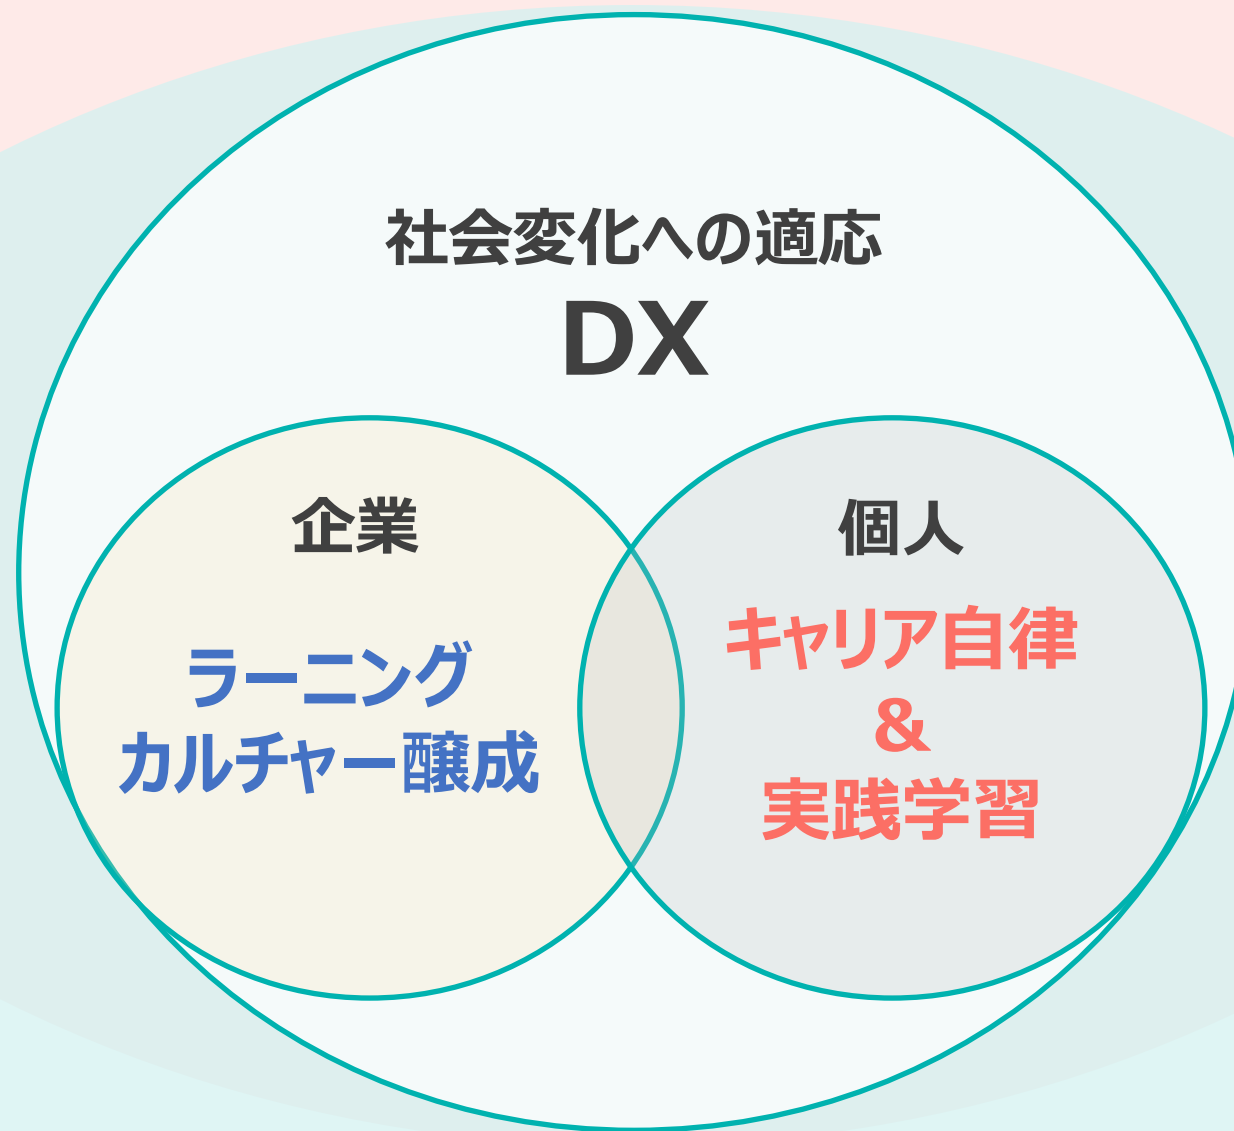 社会変化への適応
DX
企業
ラーニング
カルチャー醸成
個人
キャリア自律
&
実践学習